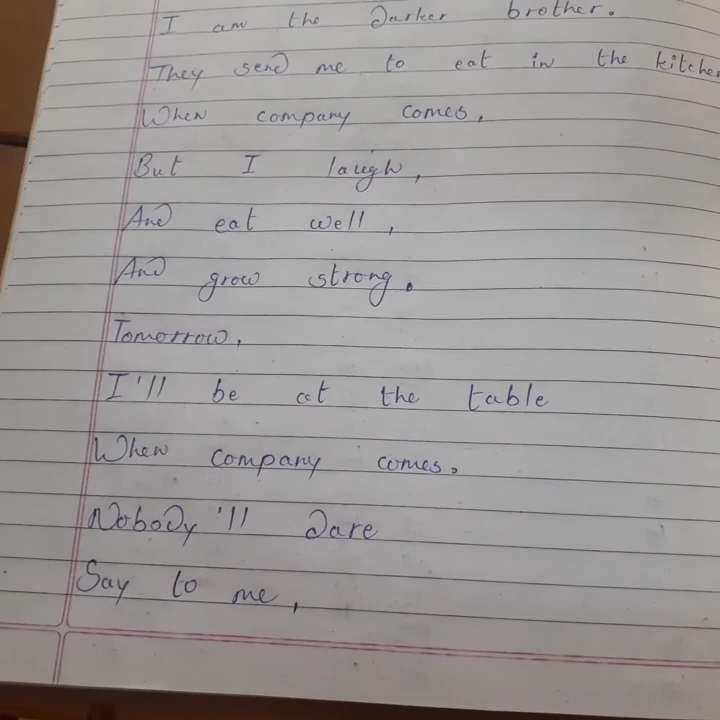 I am the darker brother.
They send me to eat in the kitchen
When company comes,
But I laugh,
And eat well,
And grow strong.
Tomorrow,
I'll be at the table
When company comes.
Nobody'll dare
Say to me,